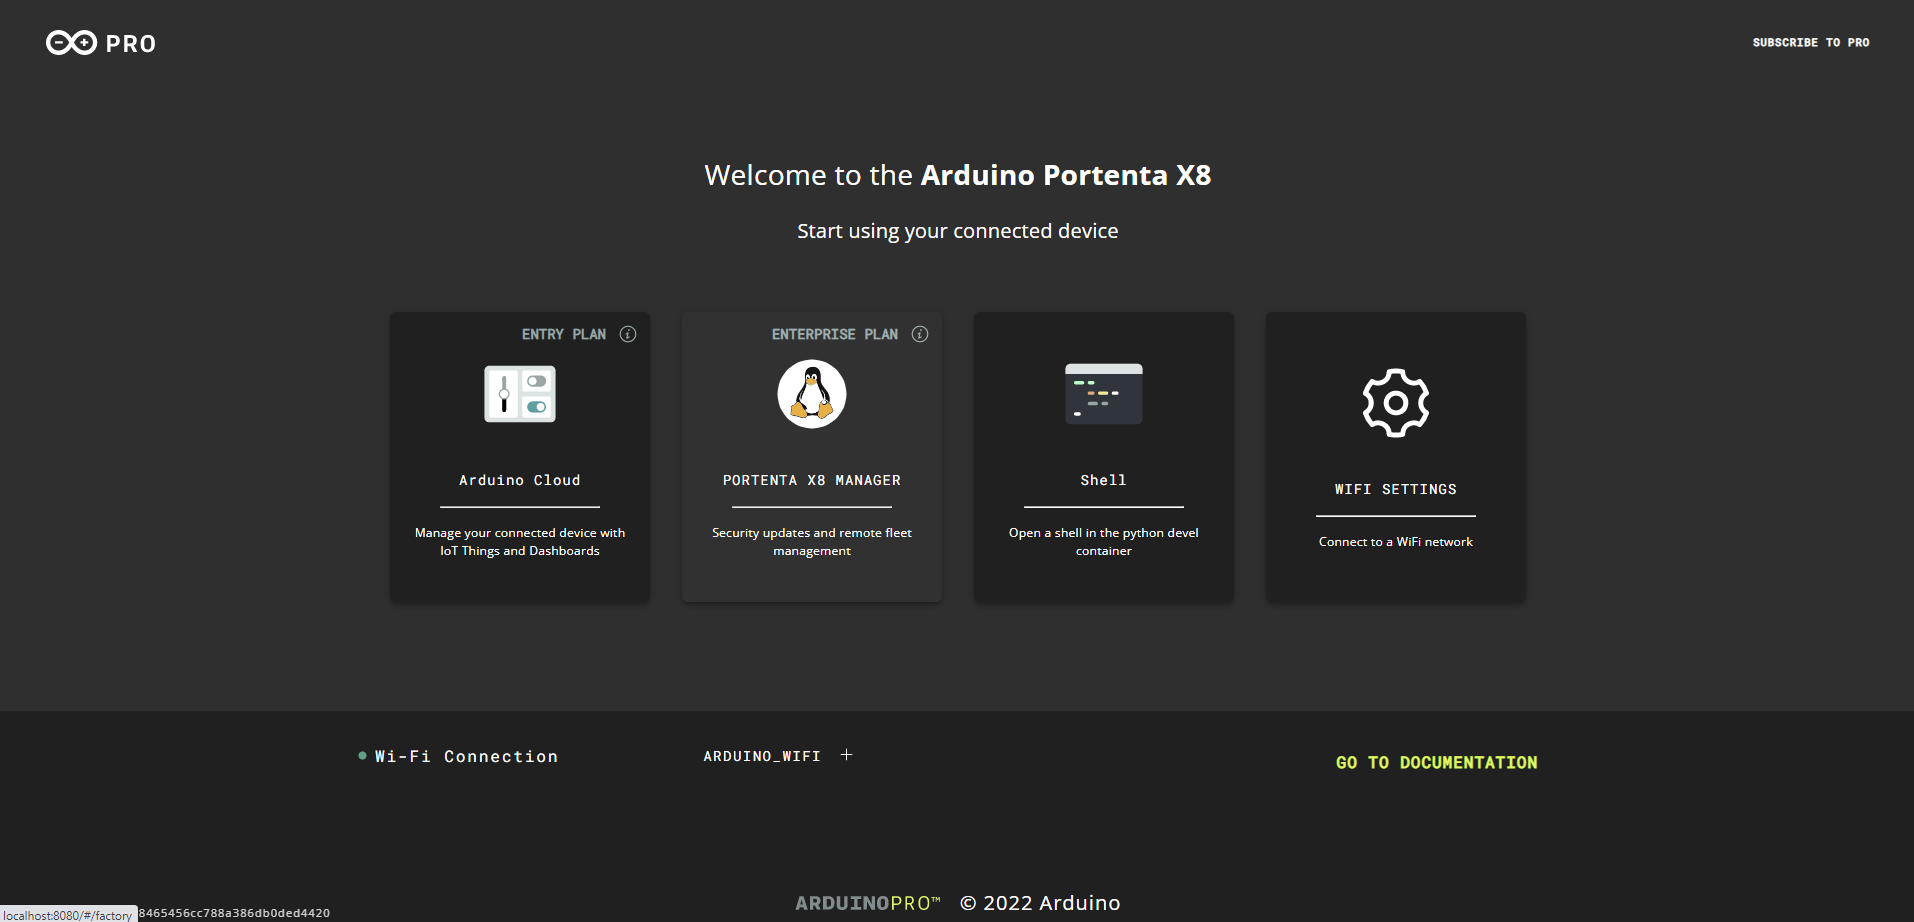 PRO
SUBSCRIBE TO PRO
Welcome to the Arduino Portenta X8
Start using your connected device
ENTRY PLAN
Arduino Cloud
Manage your connected device with
IoT Things and Dashboards
ENTERPRISE PLAN
PORTENTA X8 MANAGER
Security updates and remote fleet
management
Shell
Open a shell in the python devel
container
WIFI SETTINGS
Connect to a WiFi network
Wi-Fi Connection
ARDUINO_WIFI +
GO TO DOCUMENTATION
ARDUINOPRO™ © 2022 Arduino
localhost:8080/#/factory 8465456cc788a386db0ded4420